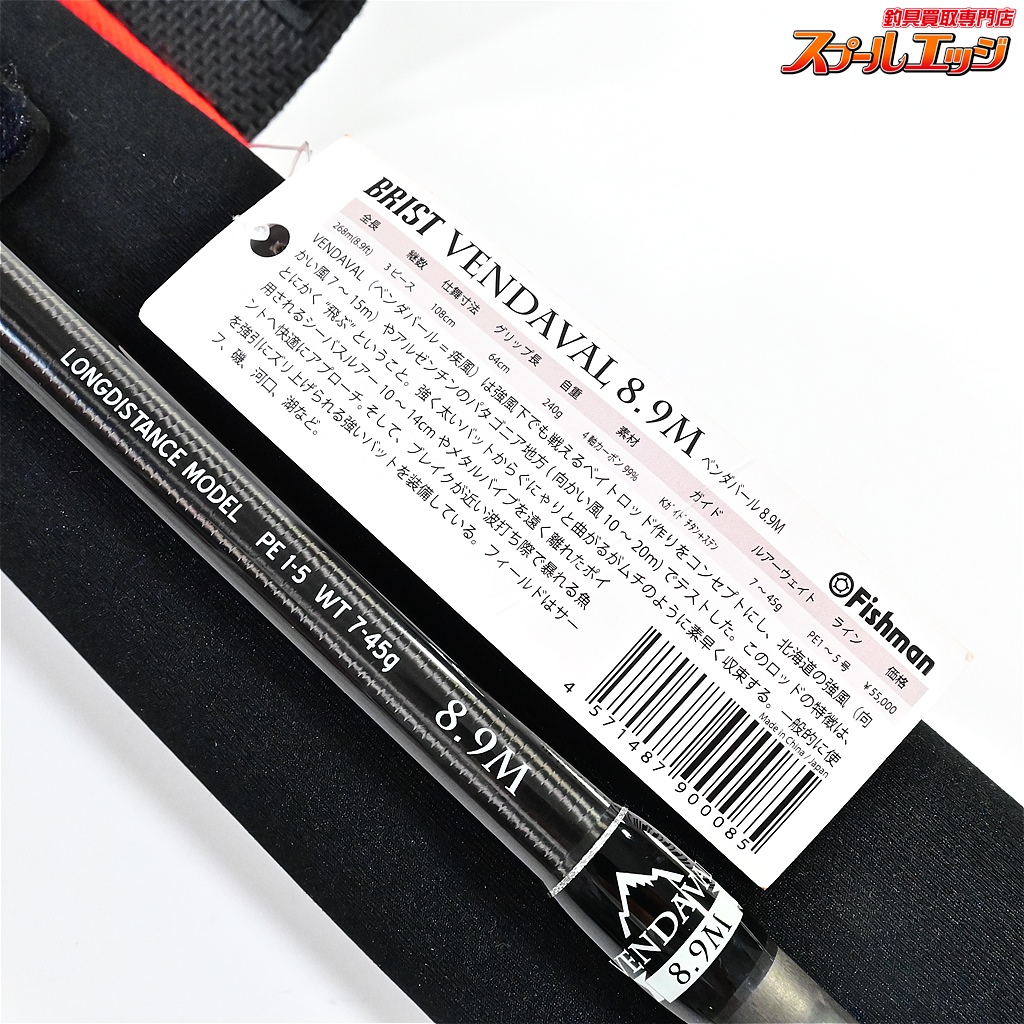 釣具買取専門店
スプールエッジ
BRIST VENDAVAL 8.9M ベンダバール 8.9M
全長 継数 仕舞寸法 グリップ長 自重 素材 ガイド ルアーウェイト ライン 価格
268m(8.9ft) 3 ピース 108cm 64cm 240g 4軸カーボン 99% Kガイドチタン+ステン 7～45g PE1～5 号 ￥55,000
VENDAVAL（ベンダバール＝疾風）は強風下でも戦えるベイトロッド作りをコンセプトにし、北海道の強風（向
かい風 7～15m）やアルゼンチンのパタゴニア地方（向かい風 10～20m）でテストした。このロッドの特徴は、
とにかく“飛ぶ”ということ。強く太いバットからぐにゃりと曲がるがムチのように素早く収束する。一般的に使
用されるシーバスルアー 10～14cm やメタルバイブを遠く離れたポイ
ントへ快適にアプローチ。そして、ブレイクが近い波打ち際で暴れる魚
を強引にズリ上げられる強いバットを装備している。フィールドはサー
フ、磯、河口、湖など。
Fishman
Made in China / Japan
4 571487 900085
LONGDISTANCE MODEL PE 1-5 WT 7-45g 8.9M
VENDAVA
8.9M